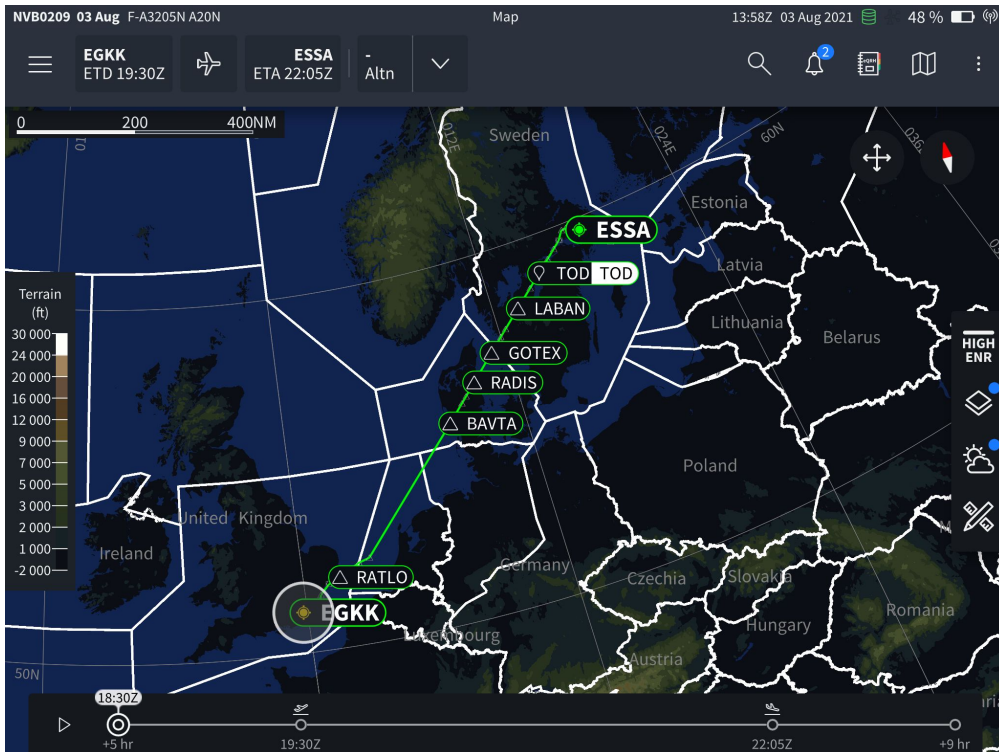 NVB0209 03 Aug F-A3205N A20N
Map
13:58Z 03 Aug 2021
48 %
EGKK
ETD 19:30Z
ESSA
ETA 22:05Z
-
Altn
2
0 200 400NM
012E
024E
60N
Sweden
Estonia
ESSA
Latvia
TOD TOD
Terrain
(ft)
LABAN
Lithuania
Belarus
30 000
24 000
20 000
16 000
12 000
9 000
7 000
5 000
3 000
2 000
1 000
-2 000
HIGH
ENR
GOTEX
RADIS
BAVTA
Poland
United Kingdom
Ireland
Germany
RATLO
Czechia
Slovakia
EGKK
Romania
Hungary
Luxembourg
Austria
50N
18:30Z
+5 hr
19:30Z
22:05Z
+9 hr